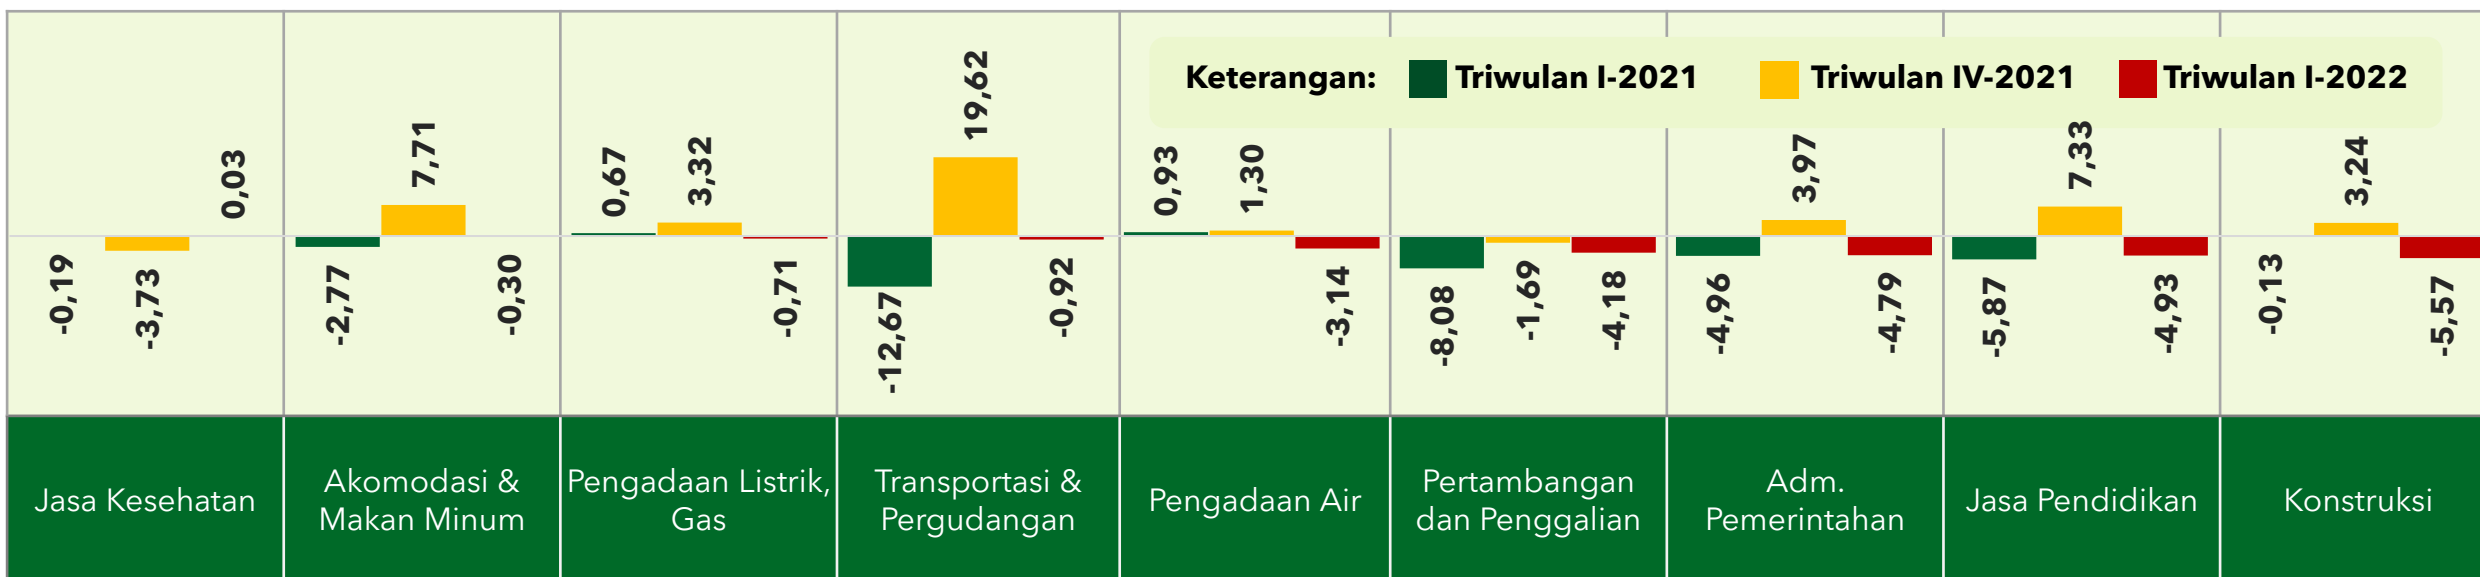 Keterangan: Triwulan I-2021 Triwulan IV-2021 Triwulan I-2022
-0,19
-3,73
0,03
-2,77
7,71
-0,30
0,67
3,32
-0,71
-12,67
19,62
-0,92
0,93
1,30
-3,14
-8,08
-1,69
-4,18
-4,96
3,97
-4,79
-5,87
7,33
-4,93
-0,13
3,24
-5,57
Jasa Kesehatan
Akomodasi &
Makan Minum
Pengadaan Listrik,
Gas
Transportasi &
Pergudangan
Pengadaan Air
Pertambangan
dan Penggalian
Adm.
Pemerintahan
Jasa Pendidikan
Konstruksi